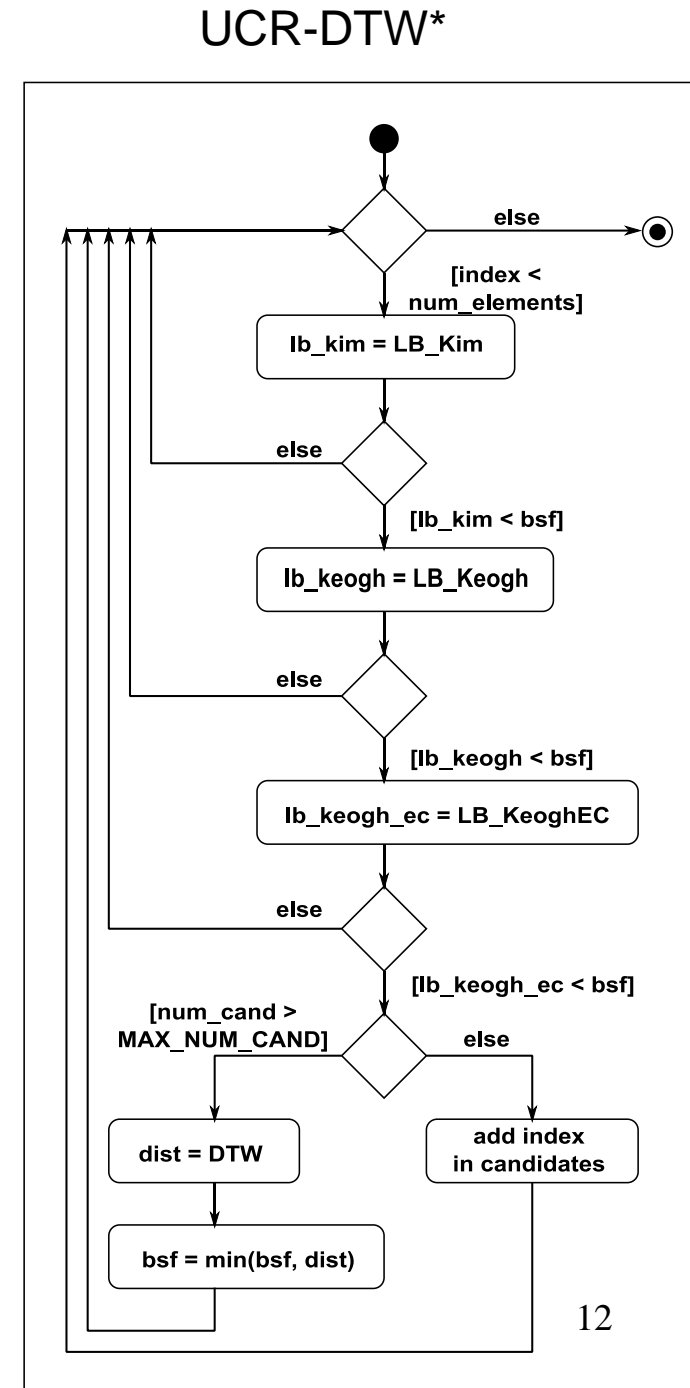 UCR-DTW*
else
[index <
num_elements]
lb_kim = LB_Kim
else
[lb_kim < bsf]
lb_keogh = LB_Keogh
else
[lb_keogh < bsf]
lb_keogh_ec = LB_KeoghEC
else
[lb_keogh_ec < bsf]
[num_cand >
MAX_NUM_CAND]
else
dist = DTW
add index
in candidates
bsf = min(bsf, dist)
12